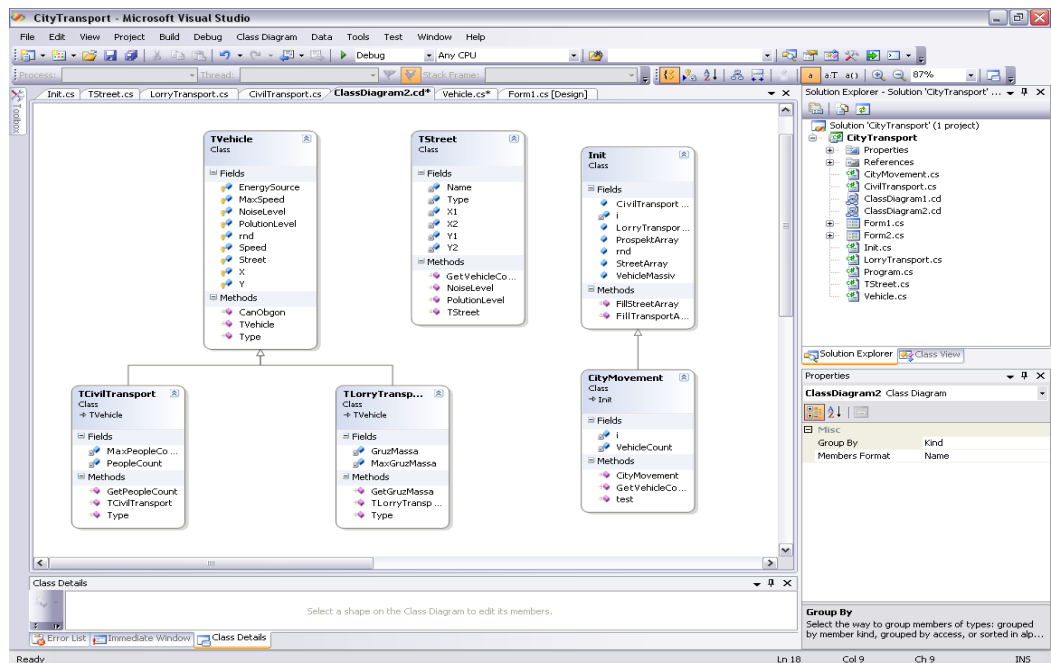 CityTransport - Microsoft Visual Studio
File Edit View Project Build Debug Class Diagram Data Tools Test Window Help
Debug Any CPU
Process: Thread: Stack Frame: a a:T a() 87%
Init.cs TStreet.cs LorryTransport.cs CivilTransport.cs ClassDiagram2.cd* Vehicle.cs* Form1.cs [Design]
Toolbox
TVehicle
Class
Fields
EnergySource
MaxSpeed
NoiseLevel
PolutionLevel
rnd
Speed
Street
X
Y
Methods
CanObgon
TVehicle
Type
TStreet
Class
Fields
Name
Type
X1
X2
Y1
Y2
Methods
GetVehicleCo...
NoiseLevel
PolutionLevel
TStreet
Init
Class
Fields
CivilTransport ...
i
LorryTranspor...
ProspektArray
rnd
StreetArray
VehicleMassiv
Methods
FillStreetArray
FillTransportA...
TCivilTransport
Class
TVehicle
Fields
MaxPeopleCo ...
PeopleCount
Methods
GetPeopleCount
TCivilTransport
Type
TLorryTransp...
Class
TVehicle
Fields
GruzMassa
MaxGruzMassa
Methods
GetGruzMassa
TLorryTransp ...
Type
CityMovement
Class
Init
Fields
i
VehicleCount
Methods
CityMovement
GetVehicleCo...
test
Class Details
Select a shape on the Class Diagram to edit its members.
Error List Immediate Window Class Details
Solution Explorer - Solution 'CityTransport' ...
Solution 'CityTransport' (1 project)
CityTransport
Properties
References
CityMovement.cs
CivilTransport.cs
ClassDiagram1.cd
ClassDiagram2.cd
Form1.cs
Form2.cs
Init.cs
LorryTransport.cs
Program.cs
TStreet.cs
Vehicle.cs
Solution Explorer Class View
Properties
ClassDiagram2 Class Diagram
Misc
Group By Kind
Members Format Name
Group By
Select the way to group members of types: grouped
by member kind, grouped by access, or sorted in alp...
Ready Ln 18 Col 9 Ch 9 INS